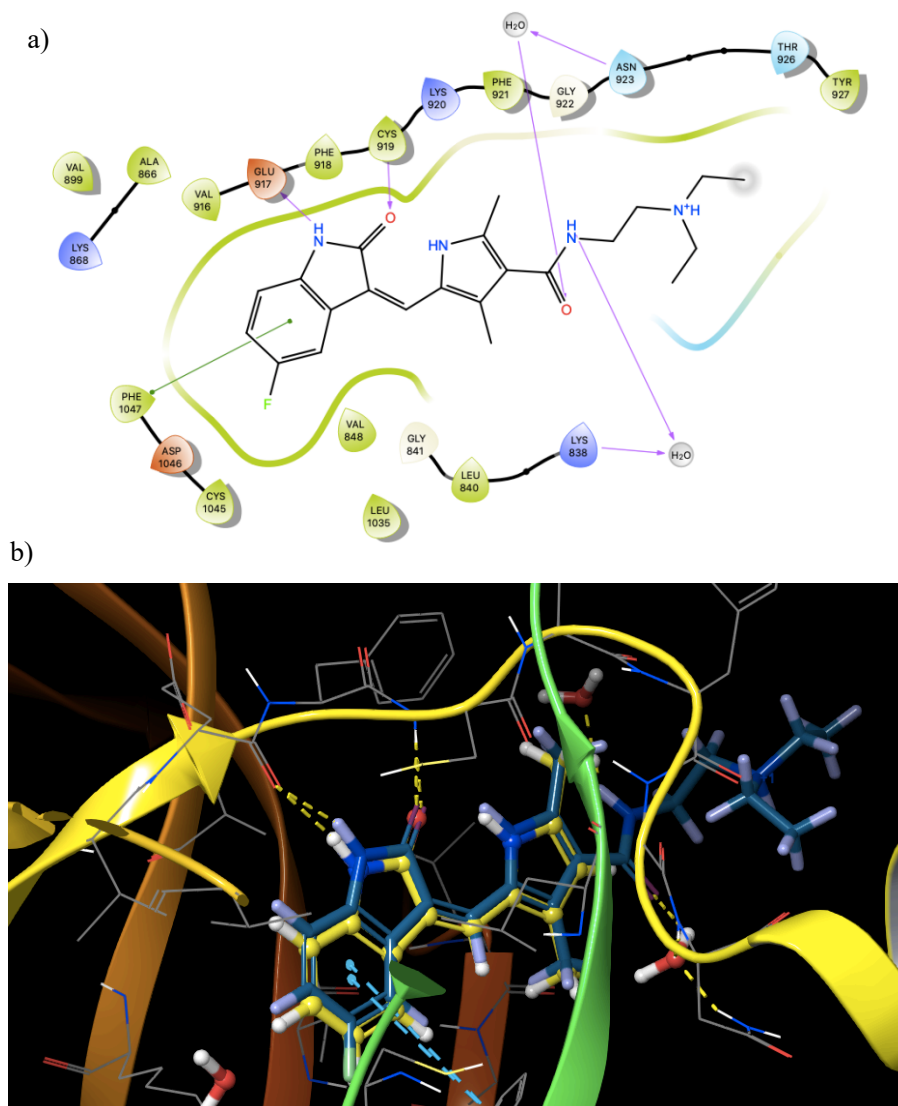 a)
H₂O
THR
926
ASN
923
TYR
927
PHE
921
GLY
922
LYS
920
CYS
919
PHE
918
GLU
917
VAL
916
ALA
866
VAL
899
LYS
868
O
N
H
HN
H
N
N⁺H
O
F
PHE
1047
ASP
1046
CYS
1045
VAL
848
GLY
841
LEU
840
LYS
838
H₂O
LEU
1035
b)